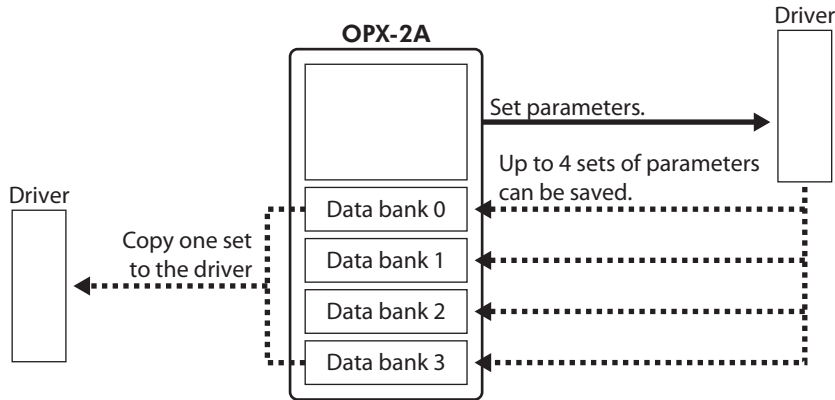 Driver
OPX-2A
Set parameters.
Up to 4 sets of parameters
can be saved.
Driver
Data bank 0
Copy one set
to the driver
Data bank 1
Data bank 2
Data bank 3